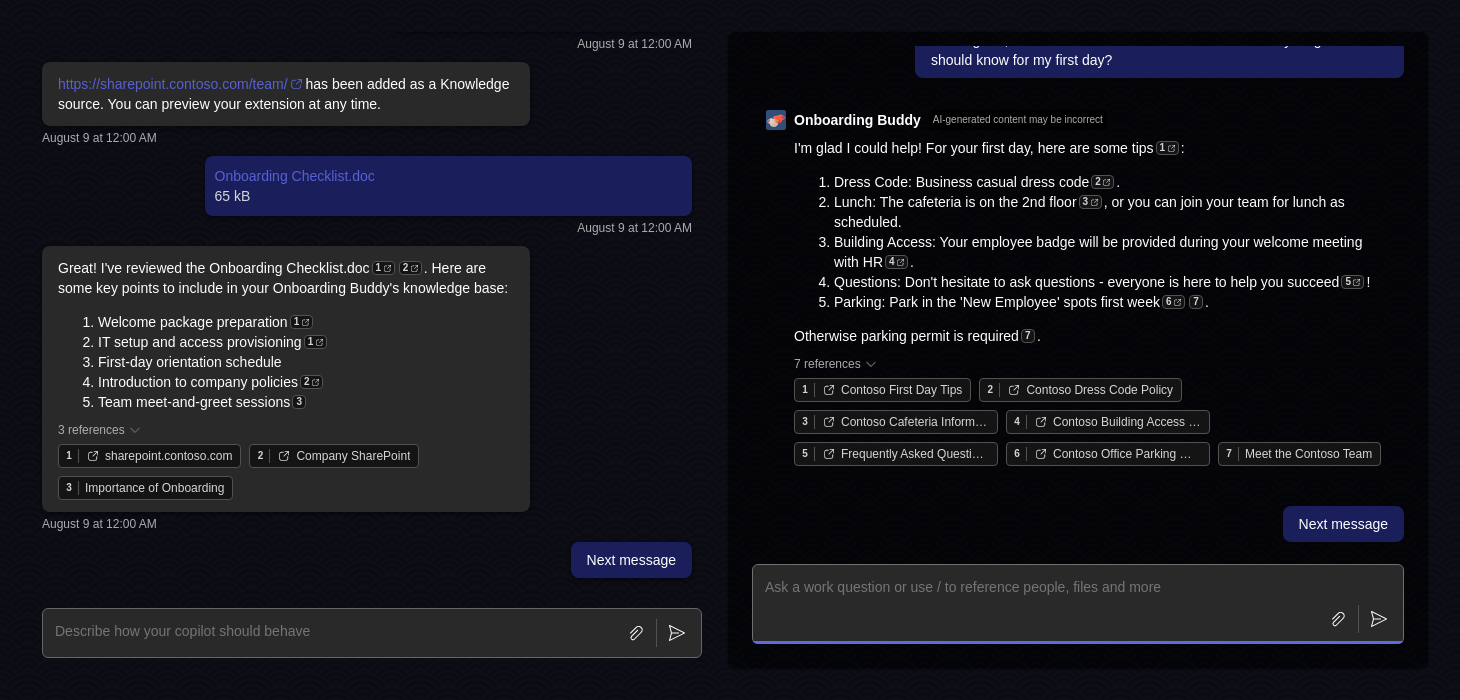 August 9 at 12:00 AM
https://sharepoint.contoso.com/team/ has been added as a Knowledge
source. You can preview your extension at any time.
August 9 at 12:00 AM
Onboarding Checklist.doc
65 kB
August 9 at 12:00 AM
Great! I've reviewed the Onboarding Checklist.doc 1 2 . Here are
some key points to include in your Onboarding Buddy's knowledge base:
1. Welcome package preparation 1
2. IT setup and access provisioning 1
3. First-day orientation schedule
4. Introduction to company policies 2
5. Team meet-and-greet sessions 3
3 references
1 sharepoint.contoso.com 2 Company SharePoint
3 Importance of Onboarding
August 9 at 12:00 AM
Next message
Describe how your copilot should behave
should know for my first day?
Onboarding Buddy AI-generated content may be incorrect
I'm glad I could help! For your first day, here are some tips 1 :
1. Dress Code: Business casual dress code 2 .
2. Lunch: The cafeteria is on the 2nd floor 3 , or you can join your team for lunch as
scheduled.
3. Building Access: Your employee badge will be provided during your welcome meeting
with HR 4 .
4. Questions: Don't hesitate to ask questions - everyone is here to help you succeed 5 !
5. Parking: Park in the 'New Employee' spots first week 6 7 .
Otherwise parking permit is required 7 .
7 references
1 Contoso First Day Tips 2 Contoso Dress Code Policy
3 Contoso Cafeteria Inform… 4 Contoso Building Access …
5 Frequently Asked Questi… 6 Contoso Office Parking … 7 Meet the Contoso Team
Next message
Ask a work question or use / to reference people, files and more